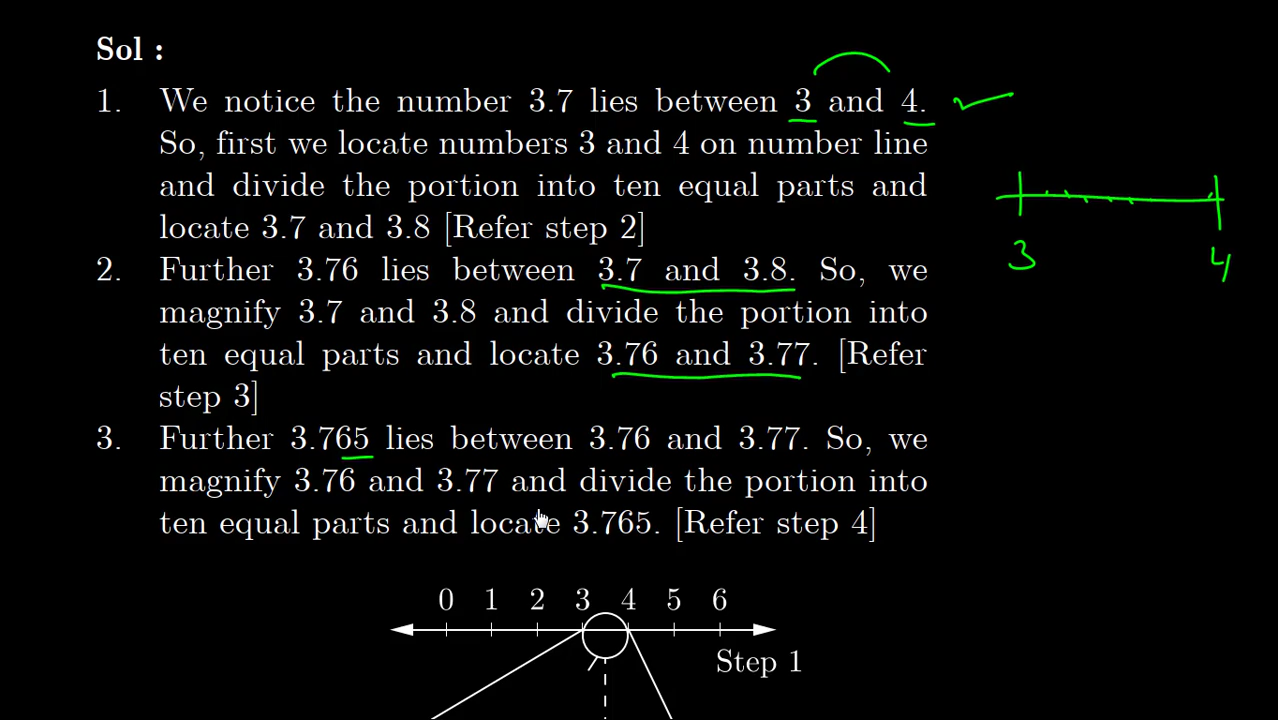 Sol :
1. We notice the number 3.7 lies between 3 and 4.
So, first we locate numbers 3 and 4 on number line
and divide the portion into ten equal parts and
locate 3.7 and 3.8 [Refer step 2]
3 4
2. Further 3.76 lies between 3.7 and 3.8. So, we
magnify 3.7 and 3.8 and divide the portion into
ten equal parts and locate 3.76 and 3.77. [Refer
step 3]
3. Further 3.765 lies between 3.76 and 3.77. So, we
magnify 3.76 and 3.77 and divide the portion into
ten equal parts and locate 3.765. [Refer step 4]
0 1 2 3 4 5 6
Step 1